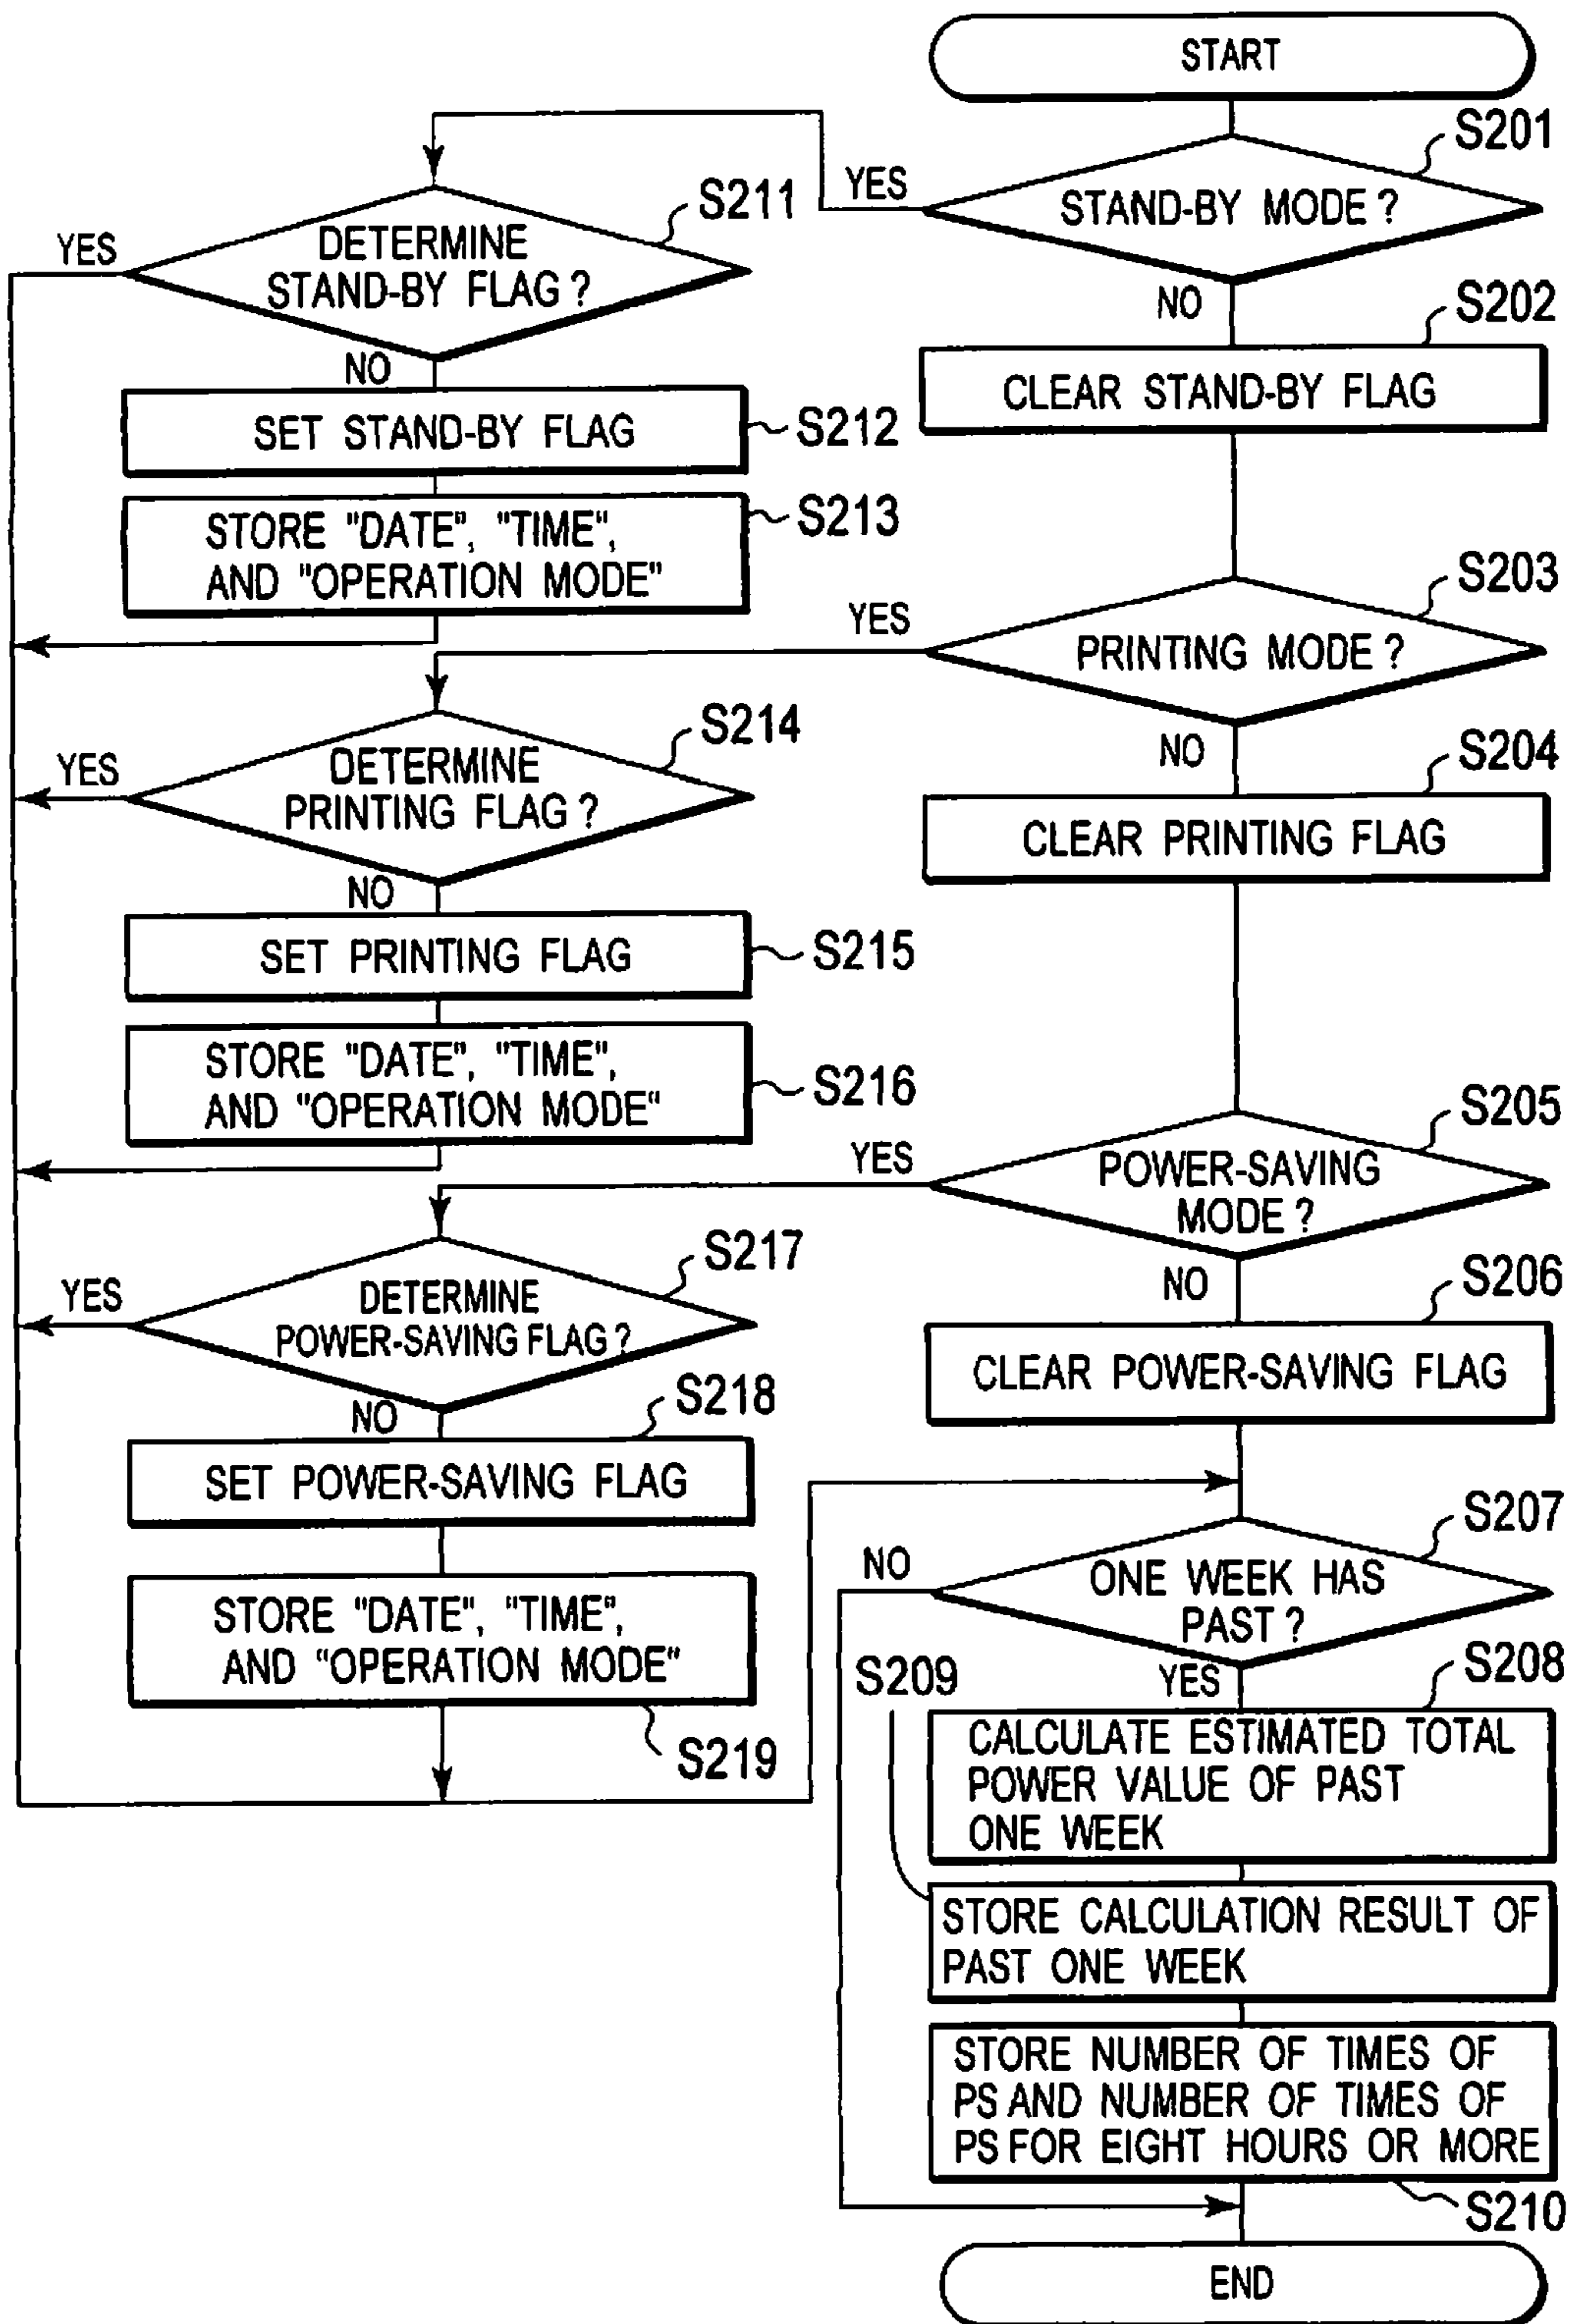 START
S201
STAND-BY MODE ?
YES
NO
S202
CLEAR STAND-BY FLAG
S203
PRINTING MODE ?
YES
NO
S204
CLEAR PRINTING FLAG
S205
POWER-SAVING
MODE ?
YES
NO
S206
CLEAR POWER-SAVING FLAG
S207
ONE WEEK HAS
PAST ?
NO
YES
S208
CALCULATE ESTIMATED TOTAL
POWER VALUE OF PAST
ONE WEEK
S209
STORE CALCULATION RESULT OF
PAST ONE WEEK
STORE NUMBER OF TIMES OF
PS AND NUMBER OF TIMES OF
PS FOR EIGHT HOURS OR MORE
S210
END
S211
DETERMINE
STAND-BY FLAG ?
YES
NO
SET STAND-BY FLAG
S212
STORE "DATE", "TIME",
AND "OPERATION MODE"
S213
S214
DETERMINE
PRINTING FLAG ?
YES
NO
SET PRINTING FLAG
S215
STORE "DATE", "TIME",
AND "OPERATION MODE"
S216
S217
DETERMINE
POWER-SAVING FLAG ?
YES
NO
S218
SET POWER-SAVING FLAG
STORE "DATE", "TIME",
AND "OPERATION MODE"
S219